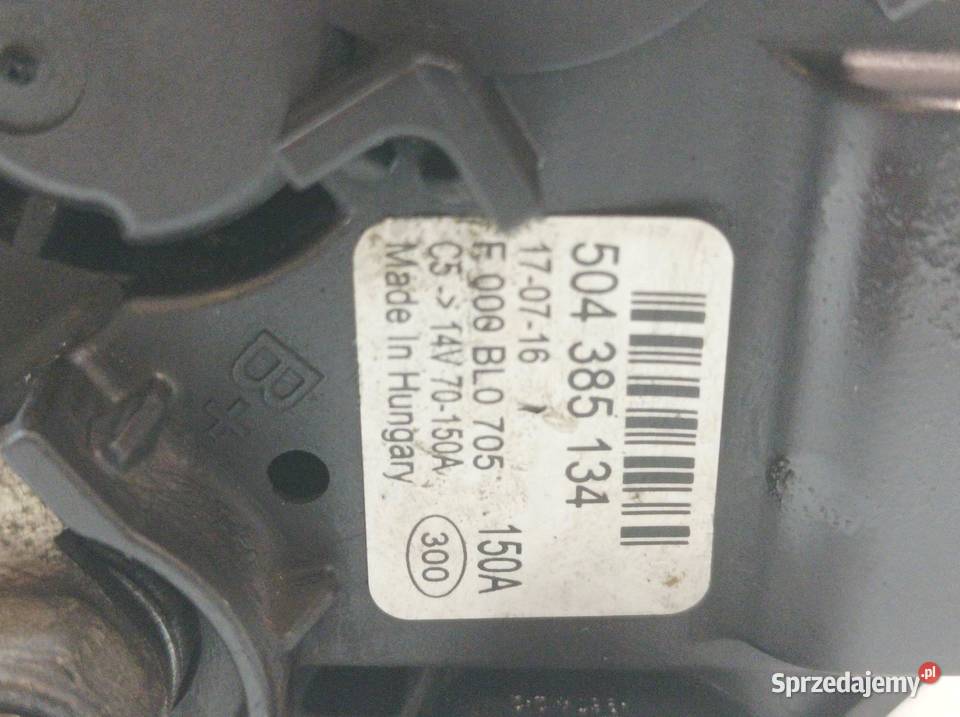 504 385 134
17-07-16
F 000 BL0 705 150A
C5 -> 14V 70-150A
Made In Hungary
300
B+
Sprzedajemy.pl